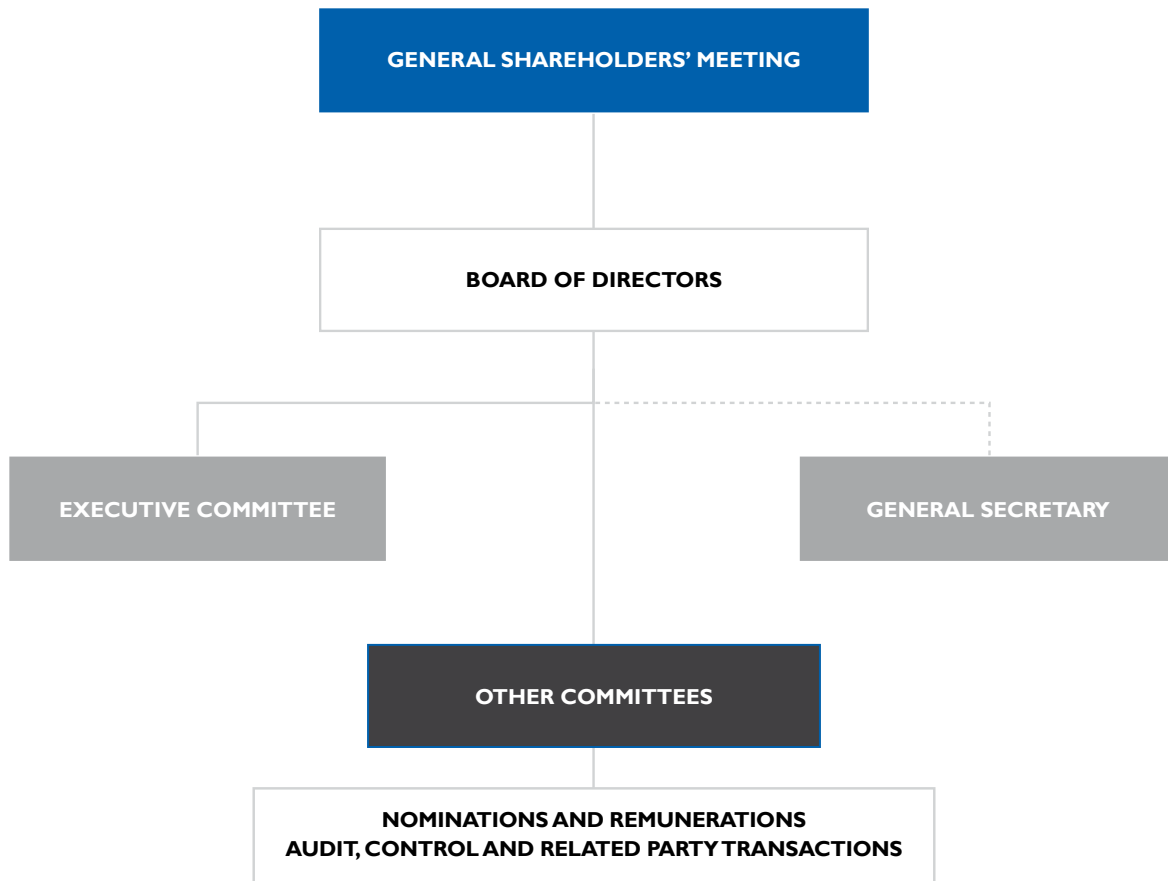 GENERAL SHAREHOLDERS’ MEETING
BOARD OF DIRECTORS
EXECUTIVE COMMITTEE
GENERAL SECRETARY
OTHER COMMITTEES
NOMINATIONS AND REMUNERATIONS
AUDIT, CONTROL AND RELATED PARTY TRANSACTIONS